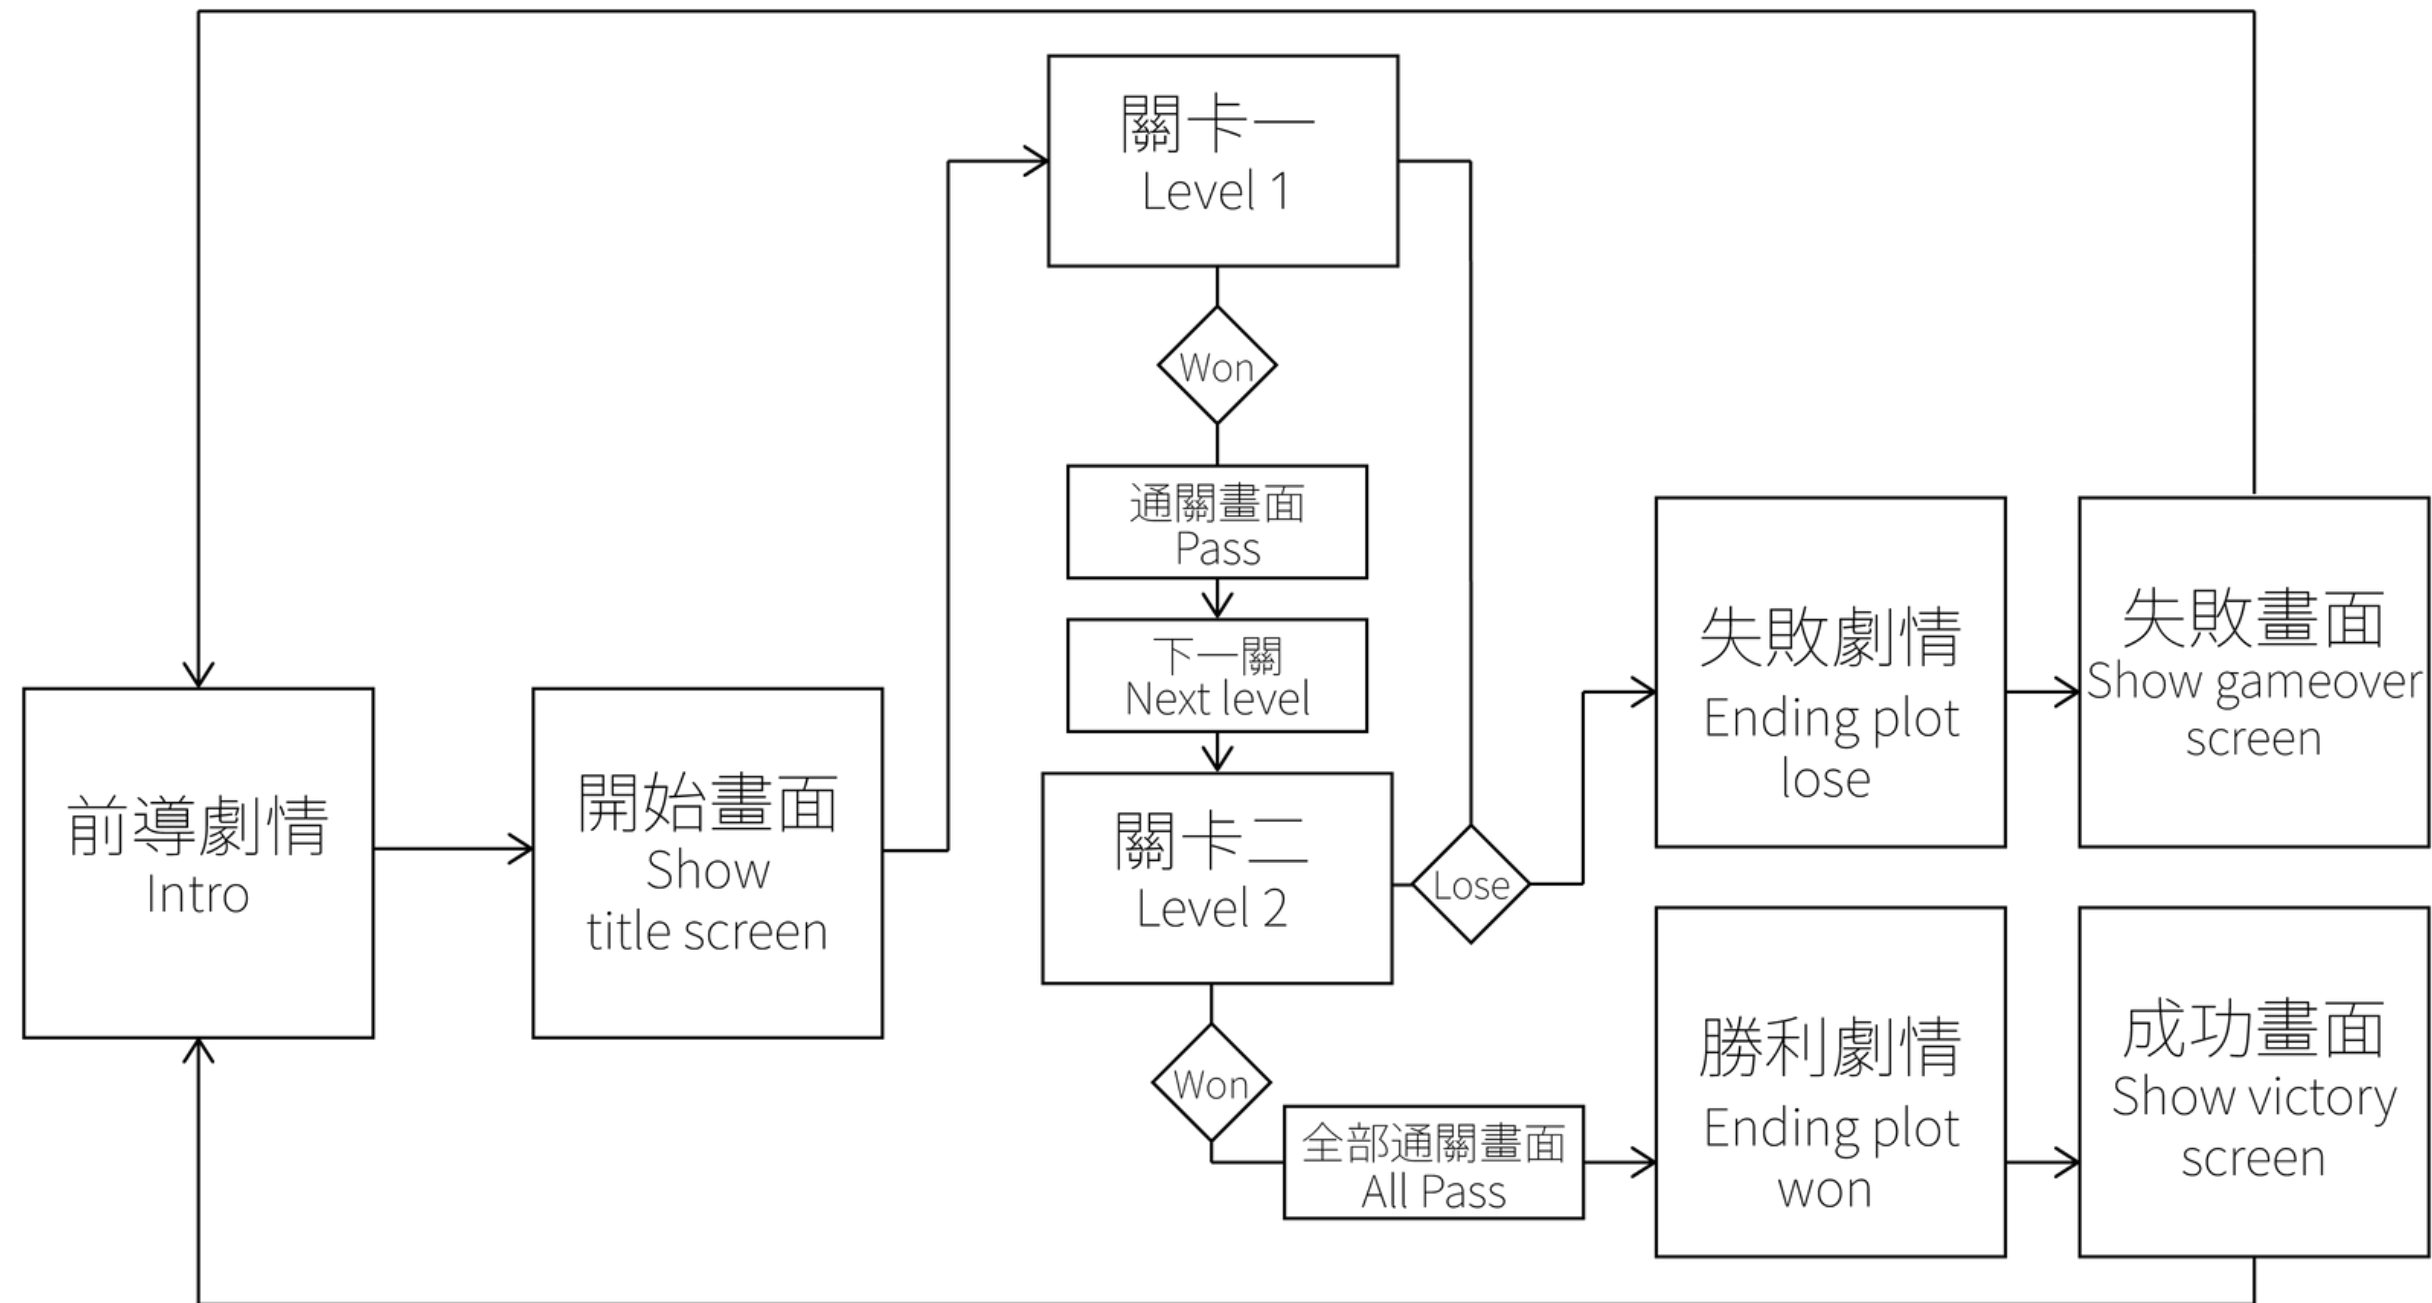 前導劇情
Intro
開始畫面
Show
title screen
關卡一
Level 1
Won
通關畫面
Pass
下一關
Next level
關卡二
Level 2
Lose
Won
全部通關畫面
All Pass
失敗劇情
Ending plot
lose
失敗畫面
Show gameover
screen
勝利劇情
Ending plot
won
成功畫面
Show victory
screen